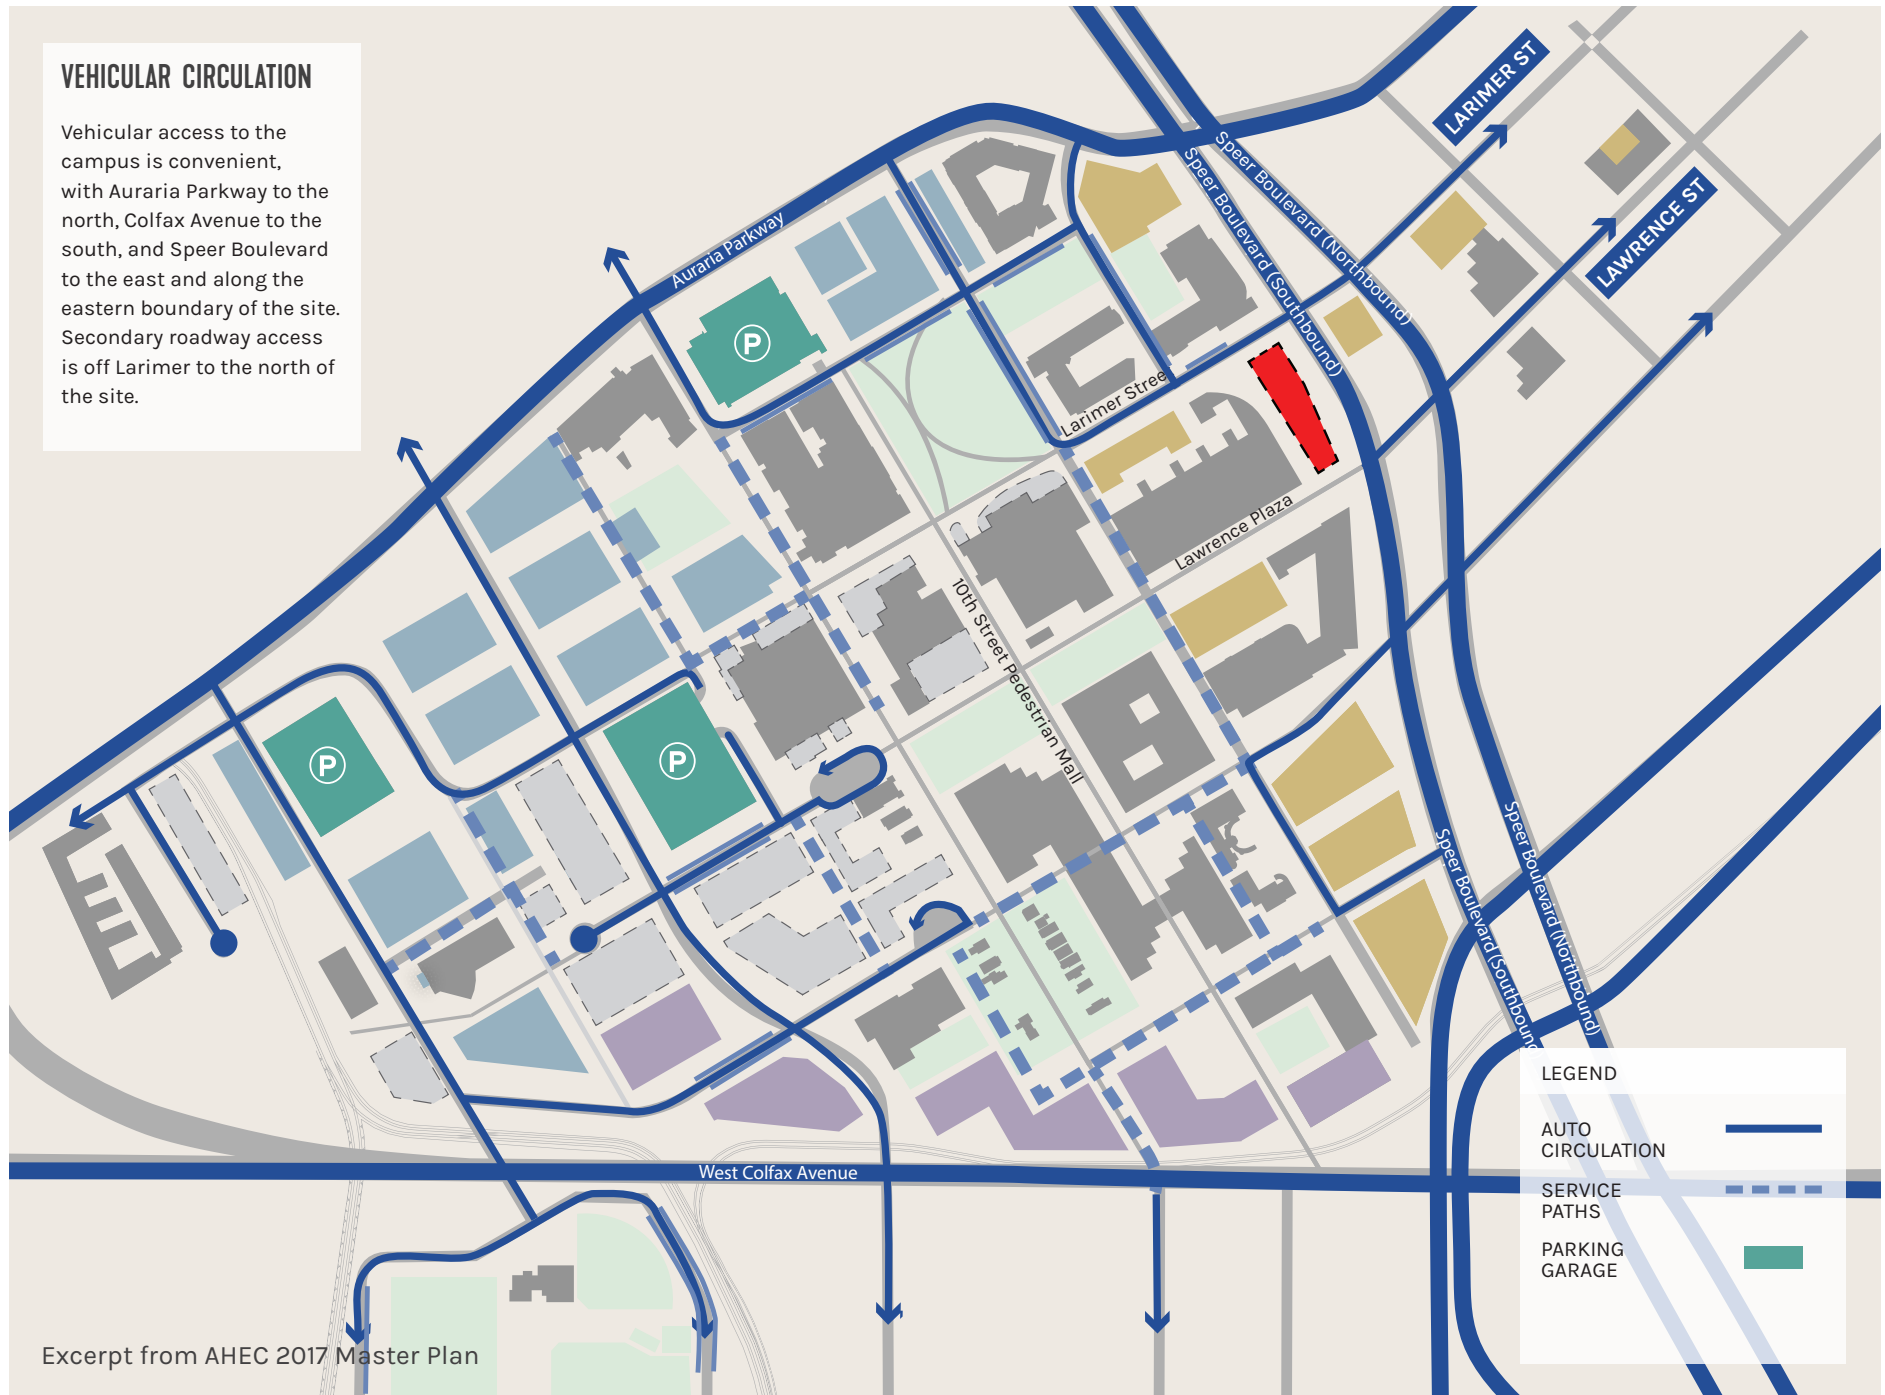 VEHICULAR CIRCULATION
Vehicular access to the
campus is convenient,
with Auraria Parkway to the
north, Colfax Avenue to the
south, and Speer Boulevard
to the east and along the
eastern boundary of the site.
Secondary roadway access
is off Larimer to the north of
the site.
LARIMER ST
LAWRENCE ST
Speer Boulevard (Northbound)
Speer Boulevard (Southbound)
Auraria Parkway
P
Larimer Stree
Lawrence Plaza
10th Street Pedestrian Mall
P
P
Speer Boulevard (Northbound)
Speer Boulevard (Southbound
West Colfax Avenue
LEGEND
AUTO
CIRCULATION
SERVICE
PATHS
PARKING
GARAGE
Excerpt from AHEC 2017 Master Plan